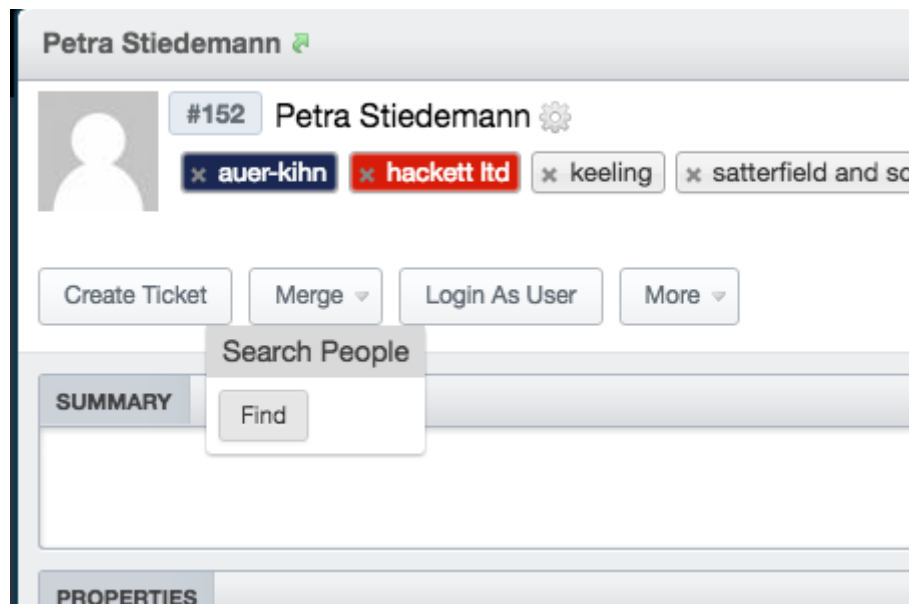 Petra Stiedemann
#152 Petra Stiedemann
× auer-kihn × hackett ltd × keeling × satterfield and
Create Ticket Merge Login As User More
Search People
SUMMARY
Find
PROPERTIES